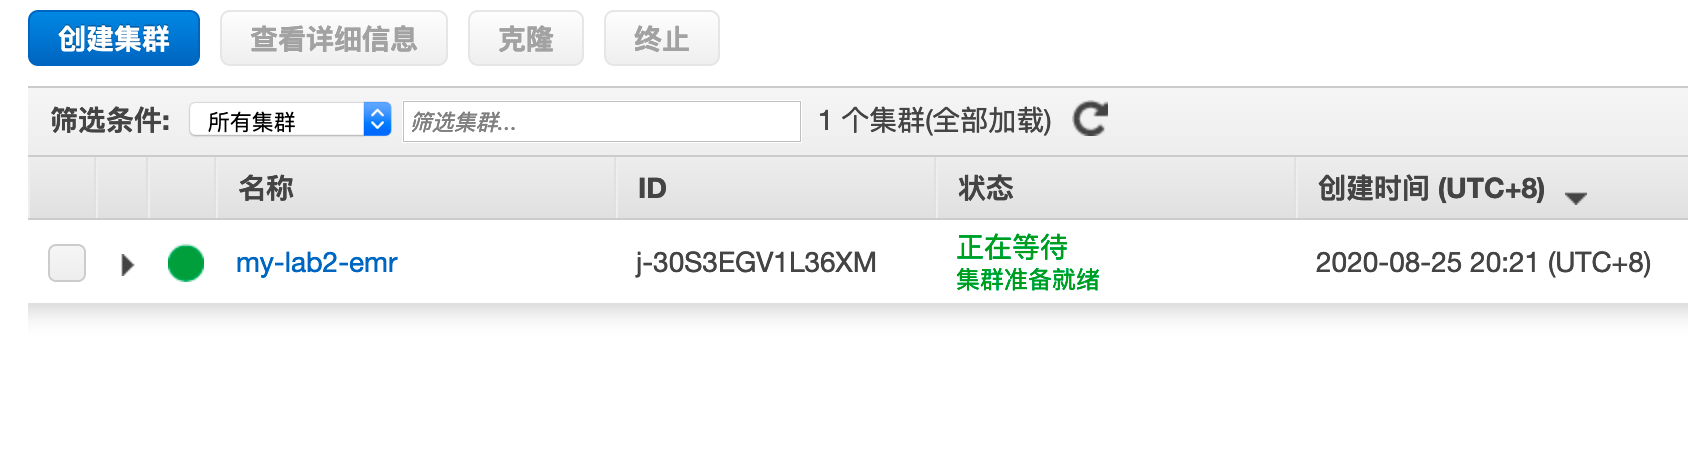 创建集群 查看详细信息 克隆 终止
筛选条件: 所有集群 筛选集群... 1 个集群(全部加载)
名称 ID 状态 创建时间 (UTC+8)
my-lab2-emr j-30S3EGV1L36XM 正在等待 2020-08-25 20:21 (UTC+8)
集群准备就绪